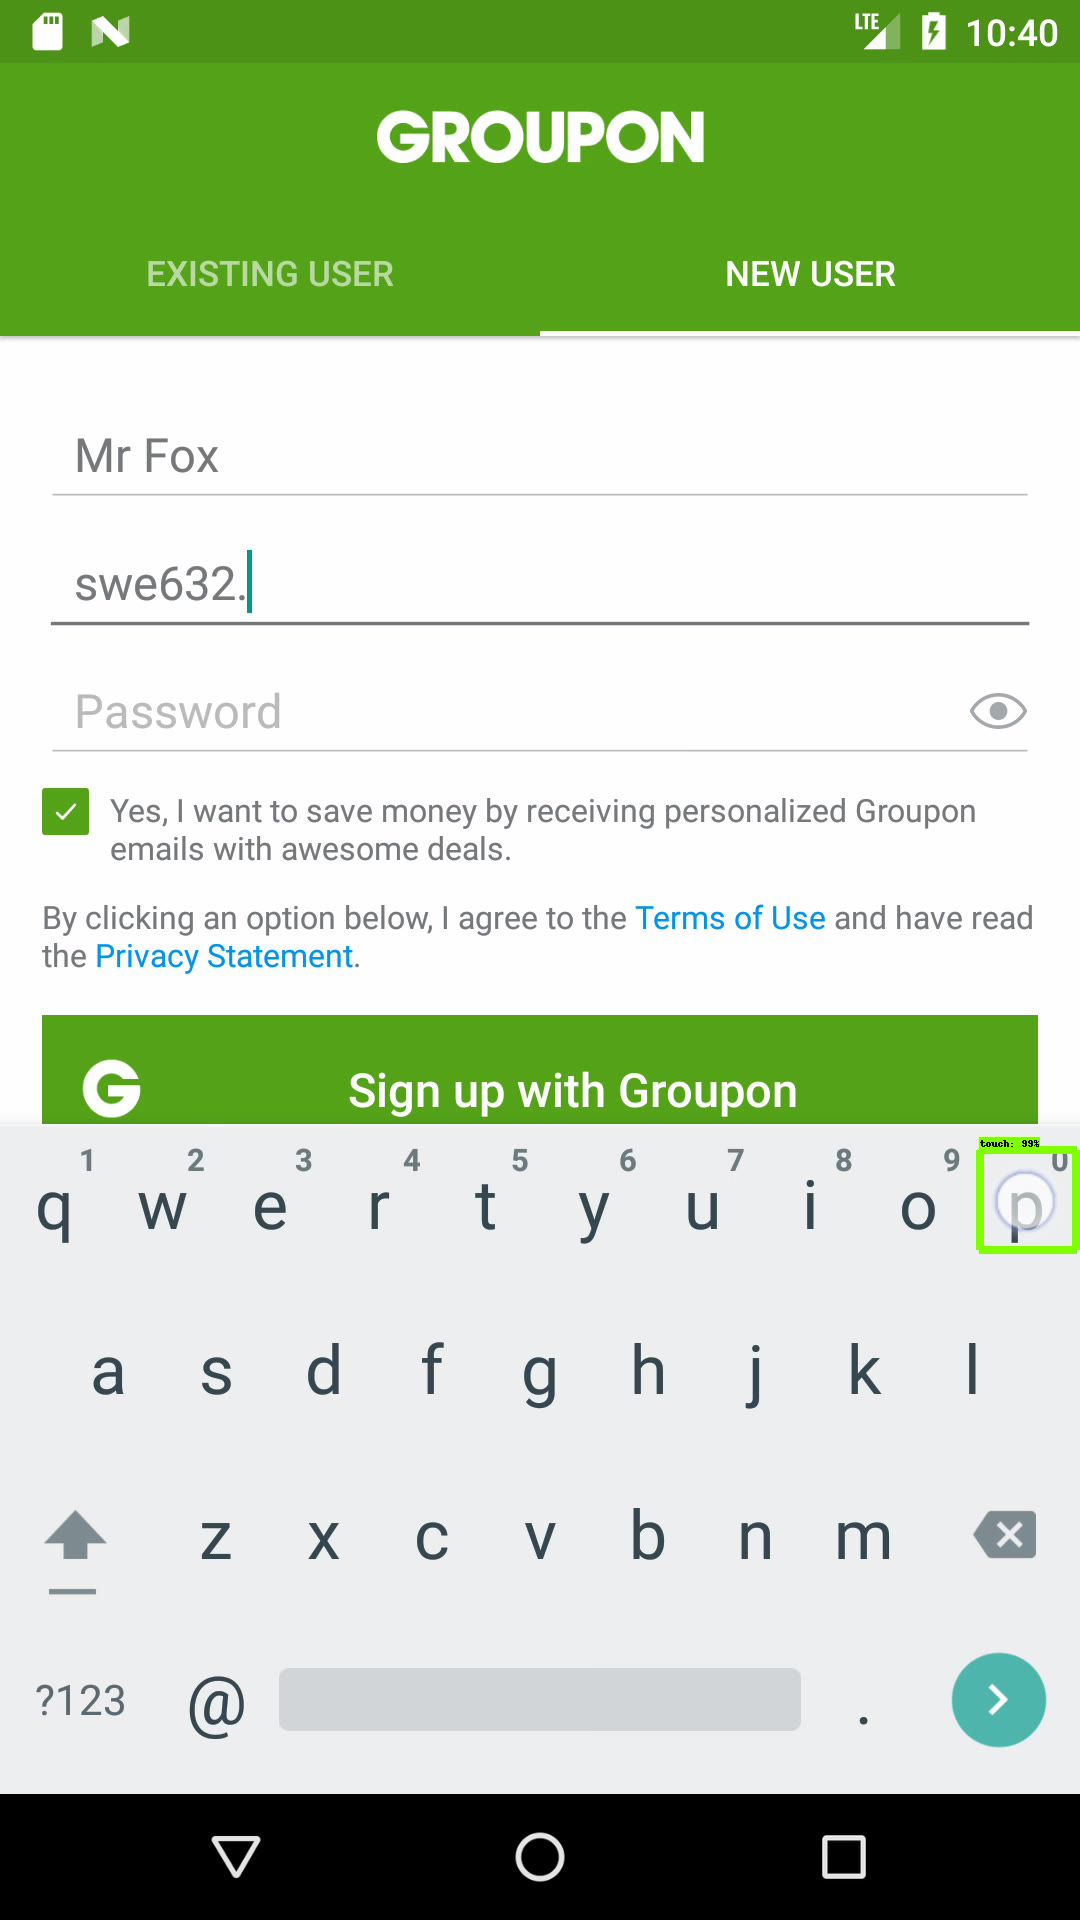 LTE 10:40
GROUPON
EXISTING USER NEW USER
Mr Fox
swe632.
Password
Yes, I want to save money by receiving personalized Groupon
emails with awesome deals.
By clicking an option below, I agree to the Terms of Use and have read
the Privacy Statement.
G Sign up with Groupon
touch: 99%
1 2 3 4 5 6 7 8 9 0
q w e r t y u i o p
a s d f g h j k l
z x c v b n m
?123 @ .